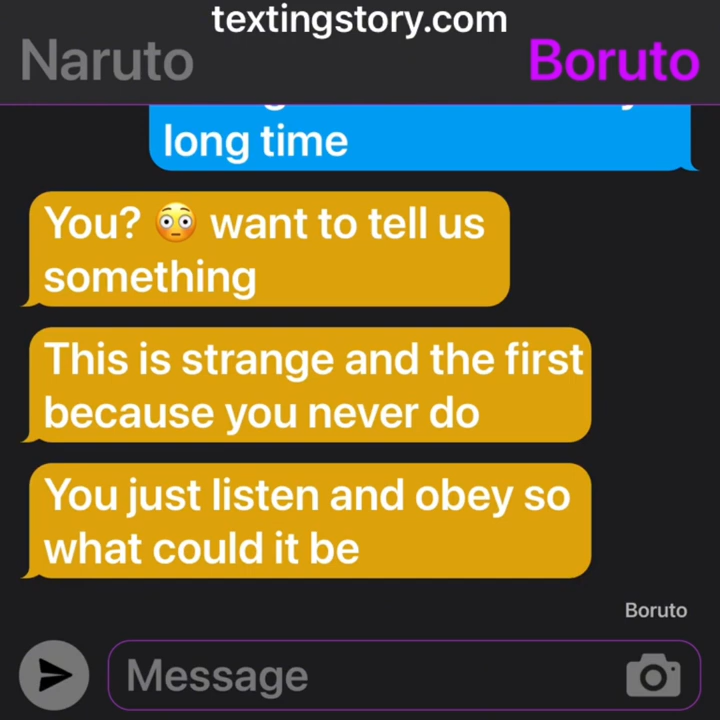 textingstory.com
Naruto
Boruto
long time
You? 😳 want to tell us
something
This is strange and the first
because you never do
You just listen and obey so
what could it be
Boruto
Message